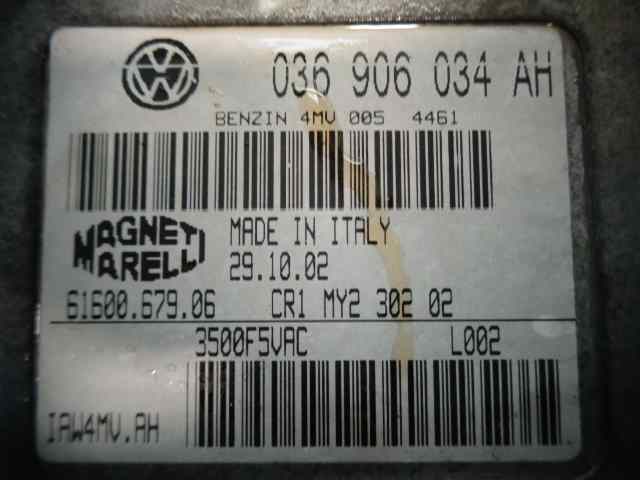 036 906 034 AH
BENZIN 4MV 005 4461
MAGNETI MARELLI
MADE IN ITALY
29.10.02
61600.679.06 CR1 MY2 302 02
3500F5VAC L002
IAW4MV.AH